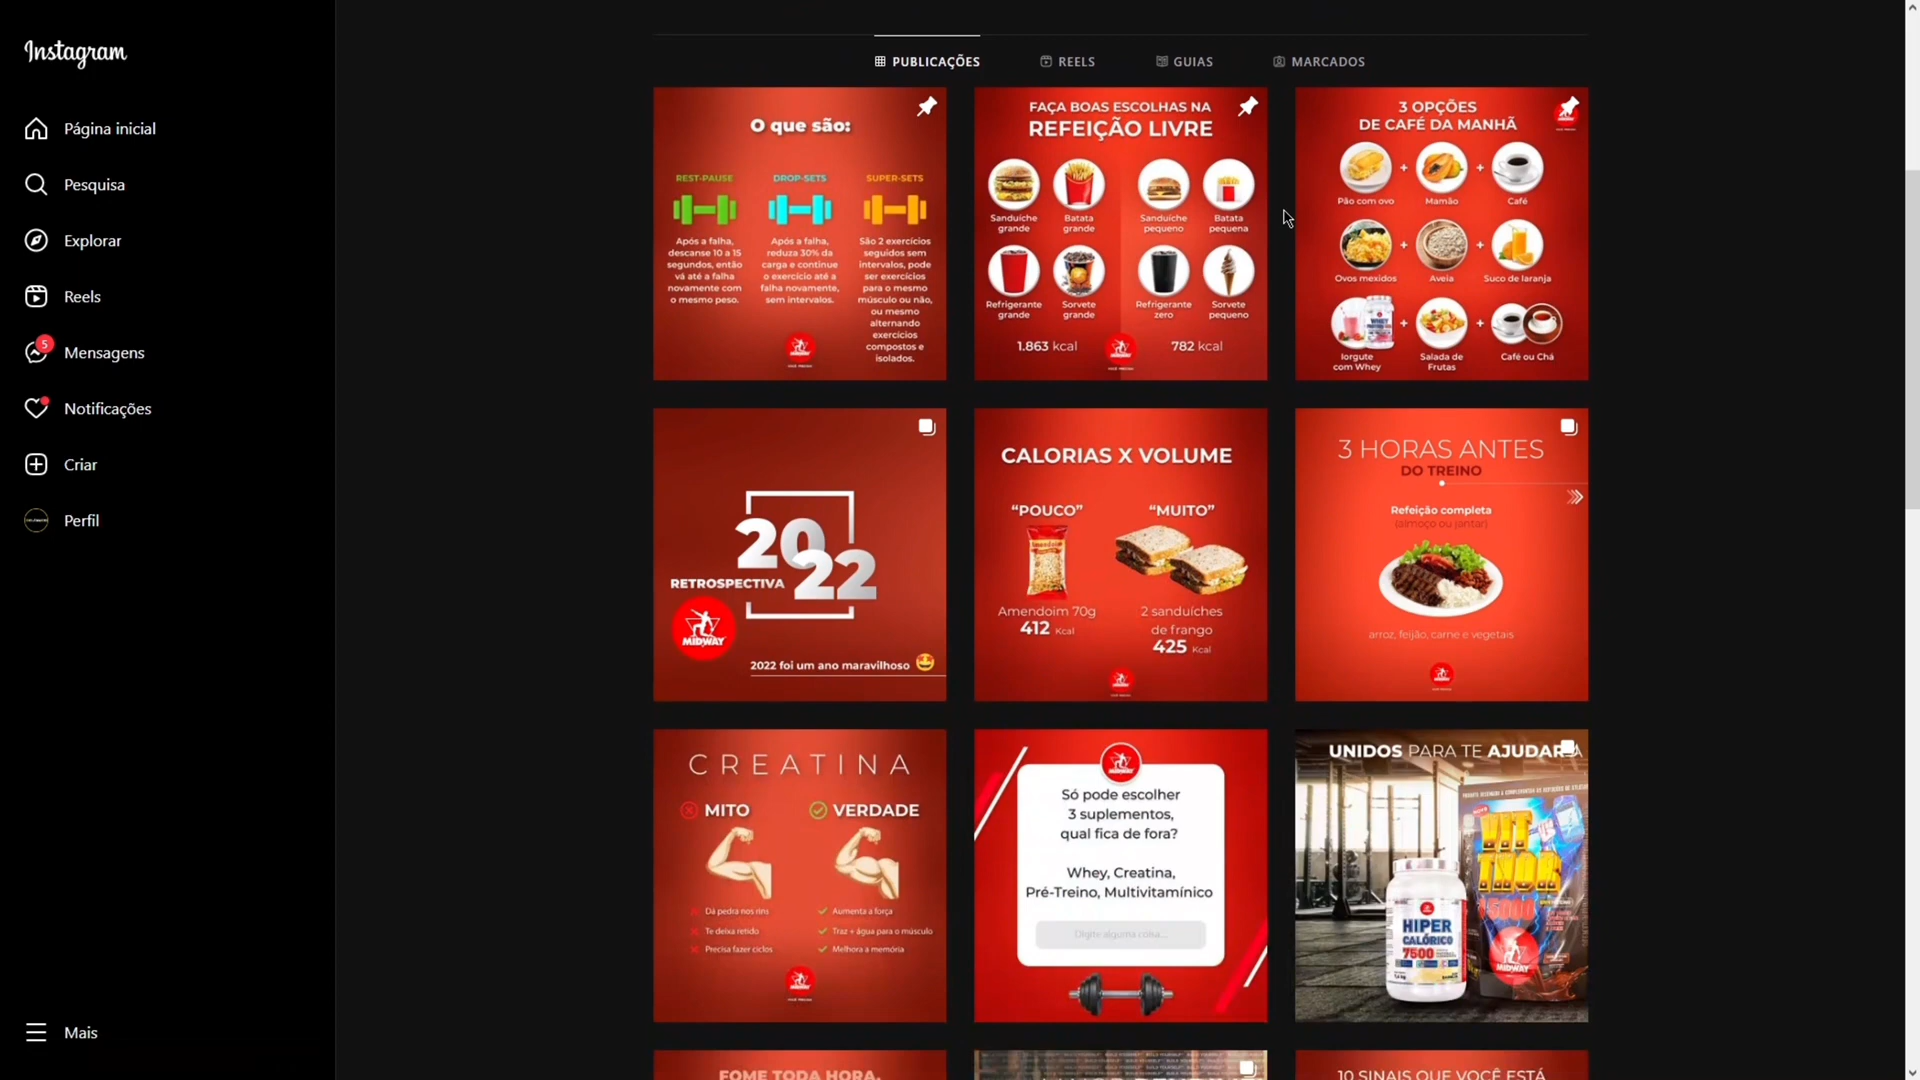 Instagram
Página inicial
Pesquisa
Explorar
Reels
5
Mensagens
Notificações
Criar
Perfil
Mais
PUBLICAÇÕES
REELS
GUIAS
MARCADOS
O que são:
REST-PAUSE
Após a falha,
descanse 10 a 15
segundos, então
vá até a falha
novamente com
o mesmo peso.
DROP-SETS
Após a falha,
reduza 30% da
carga e continue
o exercício até a
falha novamente,
sem intervalos.
SUPER-SETS
São 2 exercícios
seguidos sem
intervalos, pode
ser exercícios
para o mesmo
músculo ou não,
ou mesmo
alternando
exercícios
compostos e
isolados.
FAÇA BOAS ESCOLHAS NA
REFEIÇÃO LIVRE
Sanduíche
grande
Batata
grande
Sanduíche
pequeno
Batata
pequena
Refrigerante
grande
Sorvete
grande
Refrigerante
zero
Sorvete
pequeno
1.863 kcal
782 kcal
3 OPÇÕES
DE CAFÉ DA MANHÃ
+
+
Pão com ovo
Mamão
Café
+
+
Ovos mexidos
Aveia
Suco de laranja
WHEY
+
+
Iorgute
com Whey
Salada de
Frutas
Café ou Chá
2022
RETROSPECTIVA
MIDWAY
2022 foi um ano maravilhoso
CALORIAS X VOLUME
“POUCO”
“MUITO”
Amendoim 70g
412 Kcal
2 sanduíches
de frango
425 Kcal
3 HORAS ANTES
DO TREINO
Refeição completa
(almoço ou jantar)
arroz, feijão, carne e vegetais
CREATINA
MITO
VERDADE
Dá pedra nos rins
Te deixa retido
Precisa fazer ciclos
Aumenta a força
Traz + água para o músculo
Melhora a memória
MIDWAY
Só pode escolher
3 suplementos,
qual fica de fora?
Whey, Creatina,
Pré-Treino, Multivitamínico
Digite alguma coisa...
UNIDOS PARA TE AJUDAR
HIPER
CALÓRICO
7500
15000
MIDWAY
FOME TODA HORA,
10 SINAIS QUE VOCÊ ESTÁ